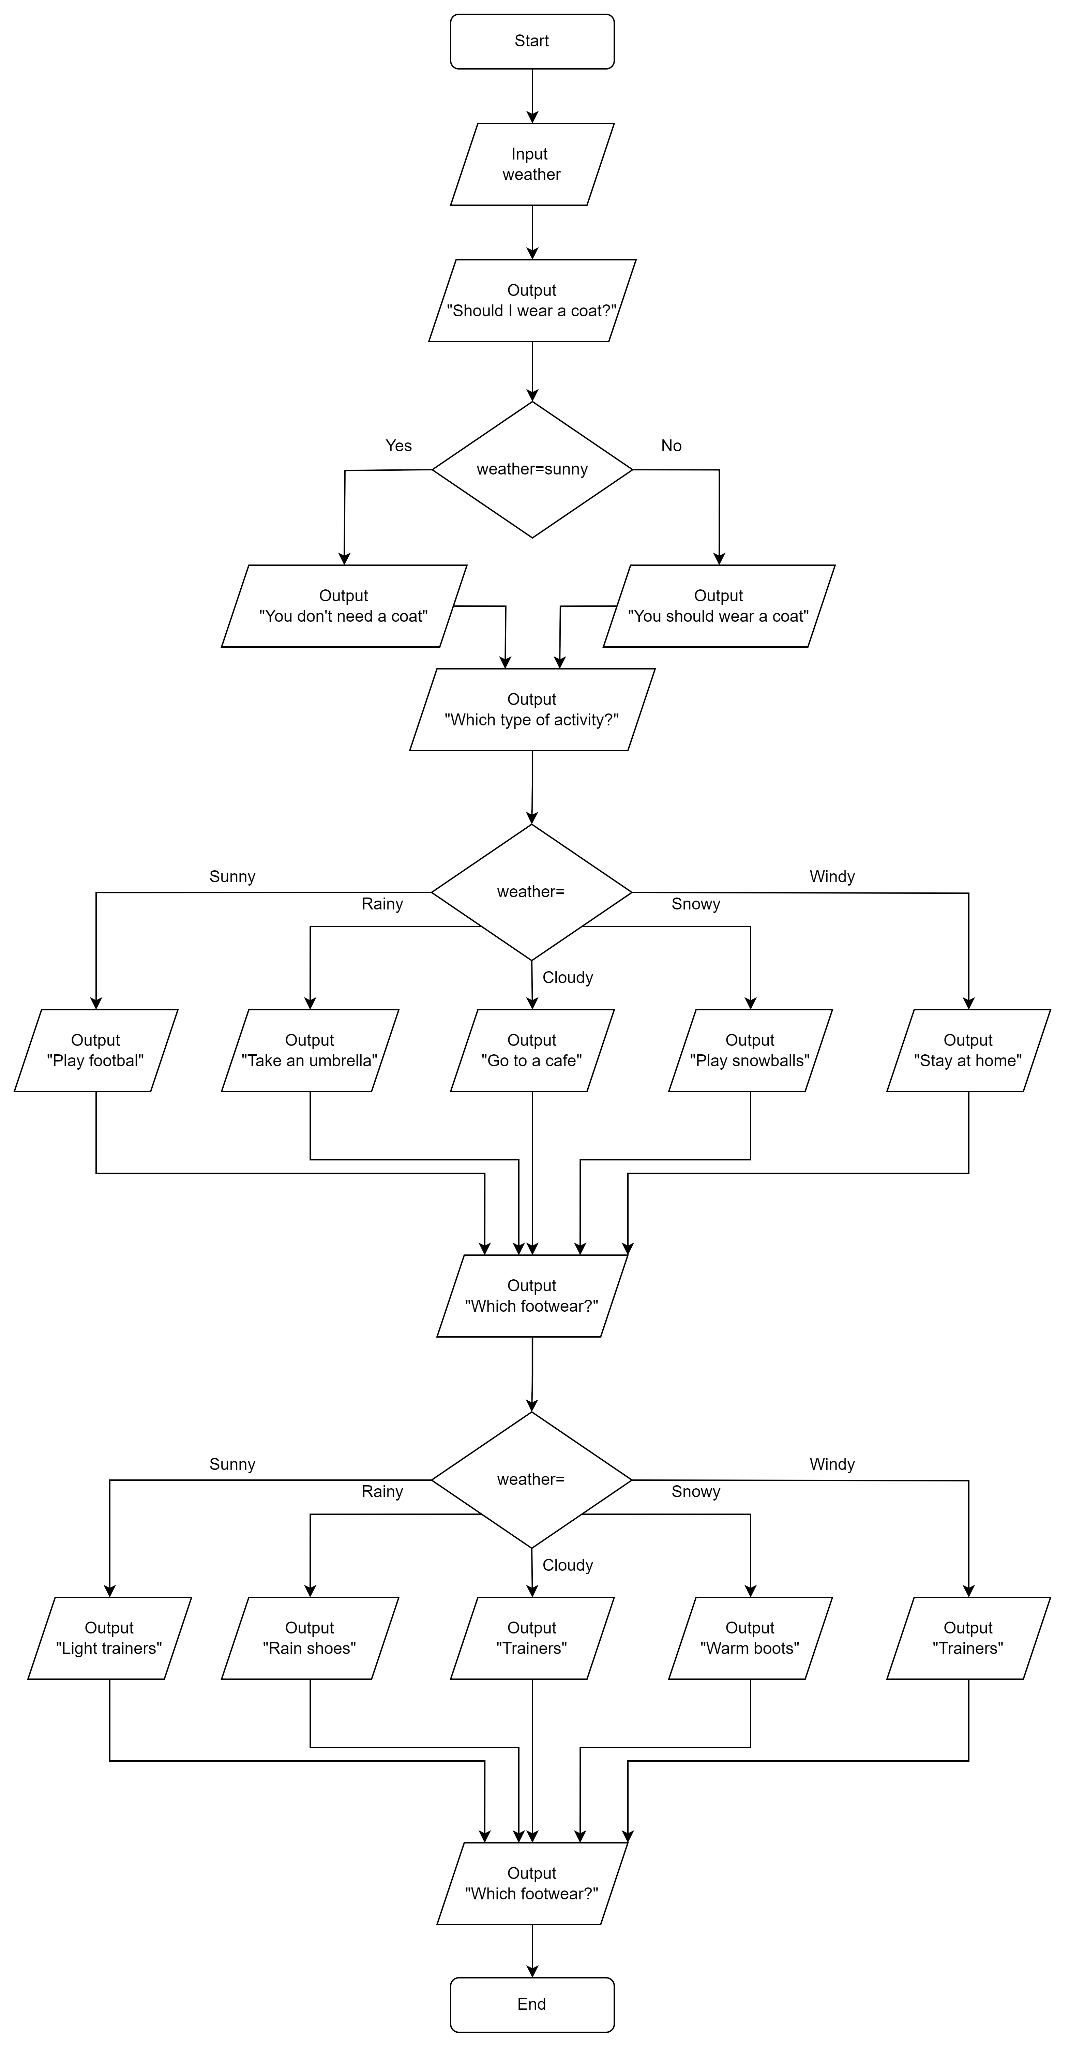 Start
Input
weather
Output
"Should I wear a coat?"
Yes
No
weather=sunny
Output
"You don't need a coat"
Output
"You should wear a coat"
Output
"Which type of activity?"
Sunny
Windy
weather=
Rainy
Snowy
Cloudy
Output
"Play footbal"
Output
"Take an umbrella"
Output
"Go to a cafe"
Output
"Play snowballs"
Output
"Stay at home"
Output
"Which footwear?"
Sunny
Windy
weather=
Rainy
Snowy
Cloudy
Output
"Light trainers"
Output
"Rain shoes"
Output
"Trainers"
Output
"Warm boots"
Output
"Trainers"
Output
"Which footwear?"
End